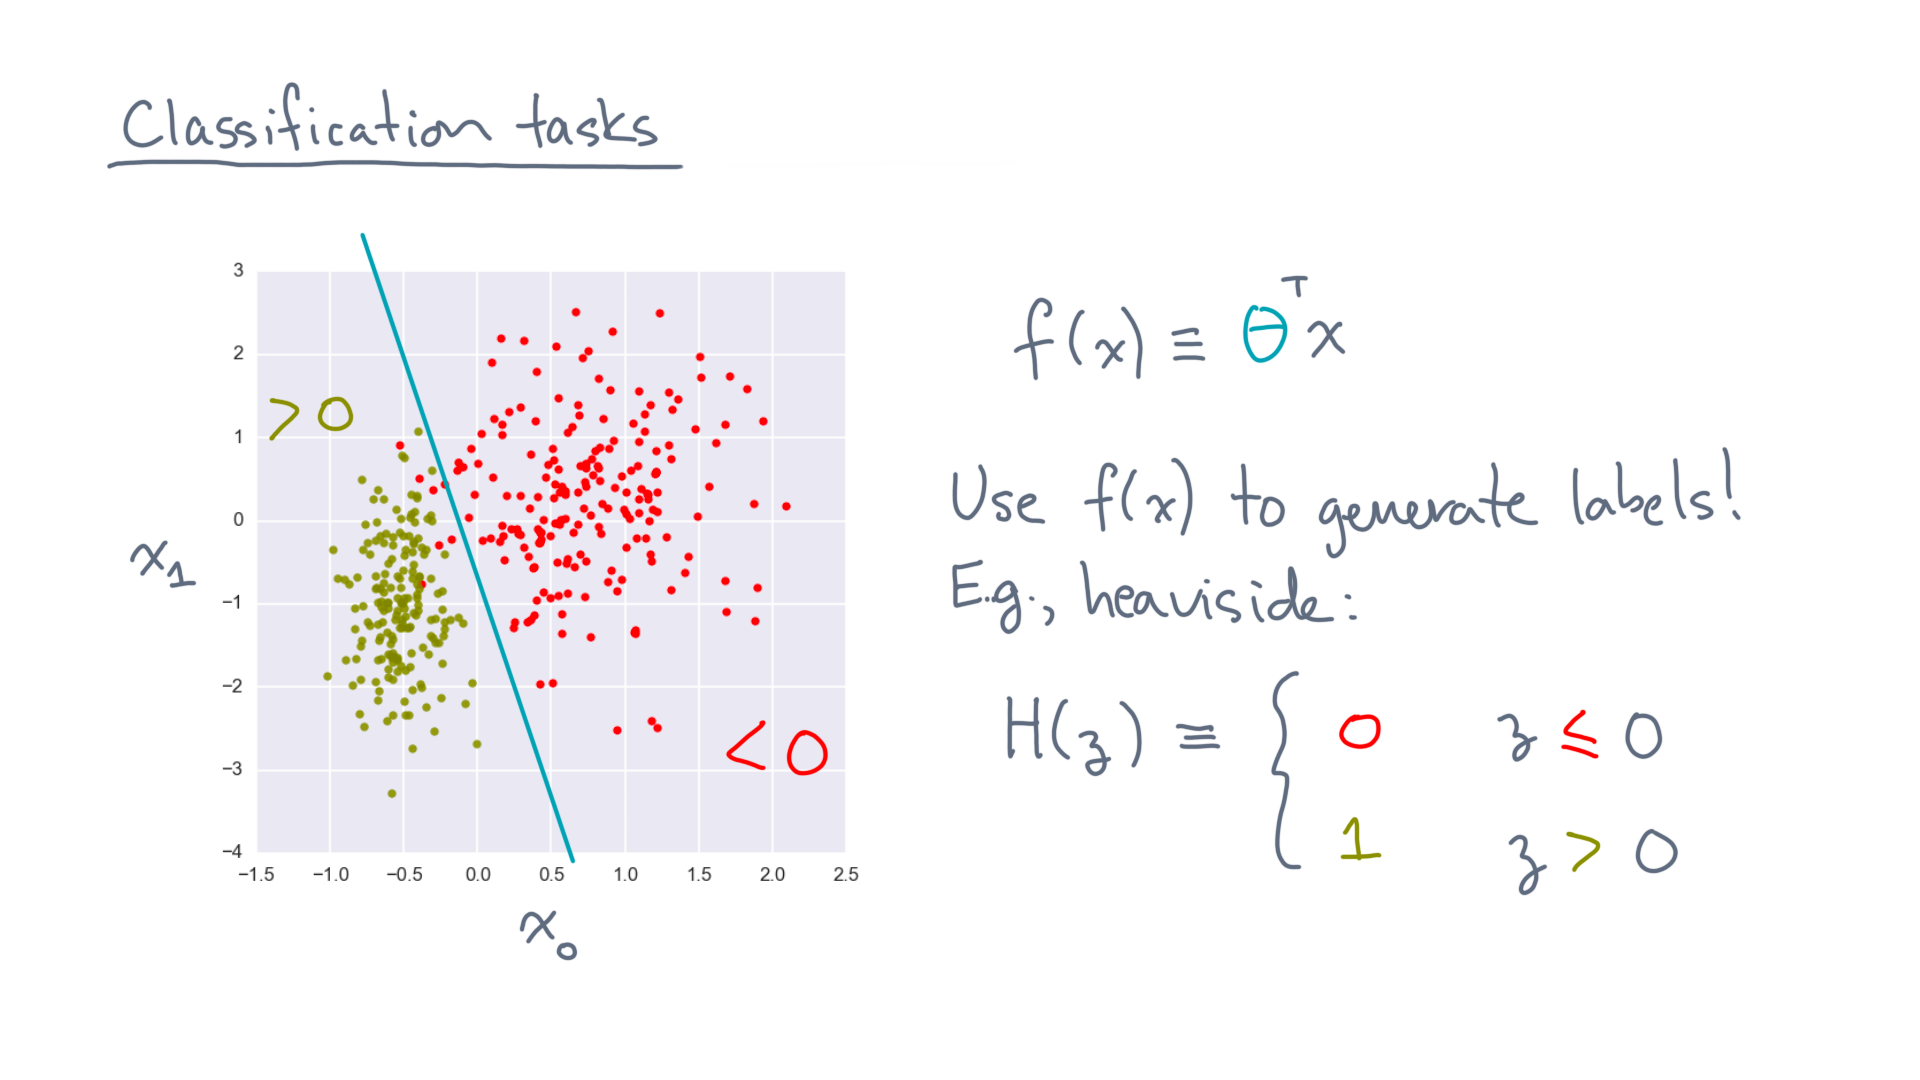 Classification tasks
3
2
1
0
−1
−2
−3
−4
−1.5 −1.0 −0.5 0.0 0.5 1.0 1.5 2.0 2.5
x₁
x₀
>0
<0
f(x) ≡ θᵀx
Use f(x) to generate labels!
E.g., heaviside:
H(z) ≡ { 0 z ≤ 0
1 z > 0